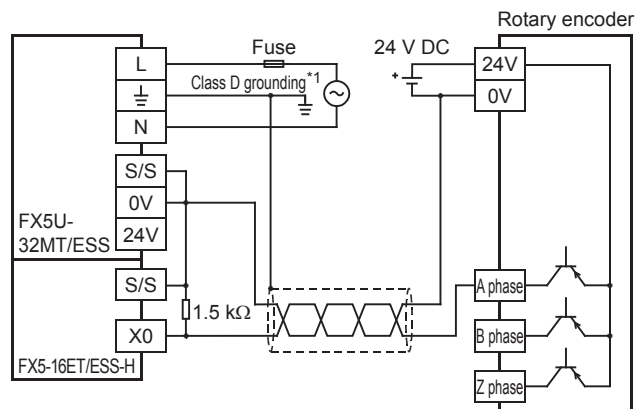 Rotary encoder
L
Fuse
24 V DC
24V
Class D grounding*1
+
0V
N
S/S
0V
24V
FX5U-
32MT/ESS
S/S
1.5 kΩ
A phase
X0
B phase
FX5-16ET/ESS-H
Z phase